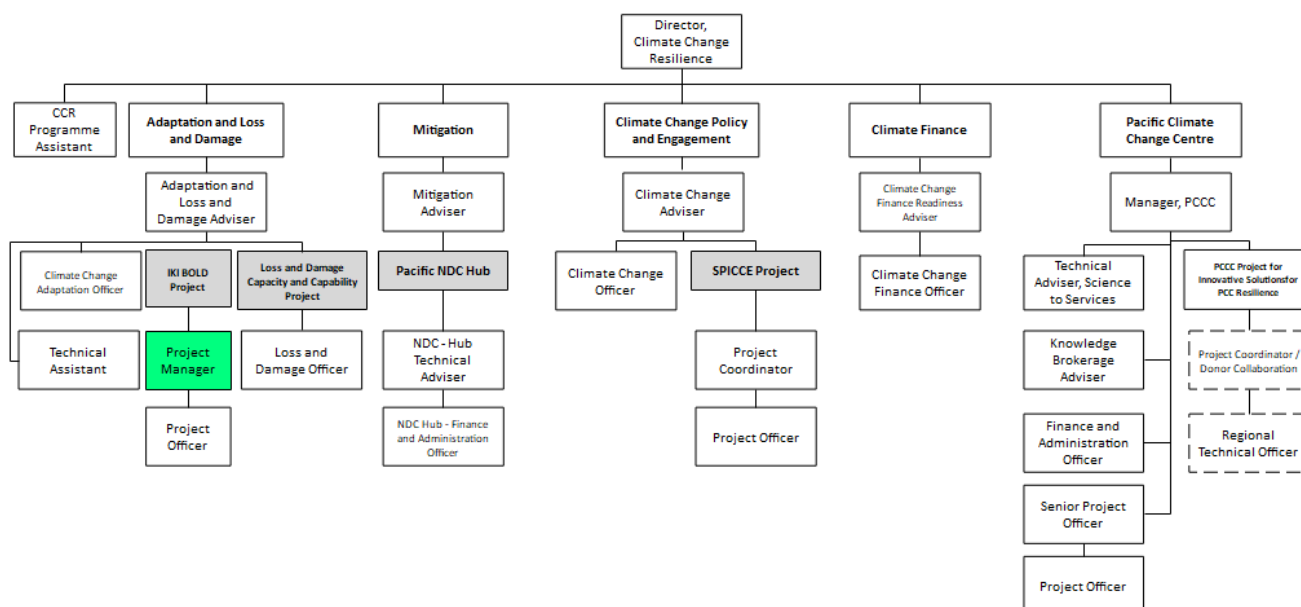 Director,
Climate Change
Resilience
CCR
Programme
Assistant
Adaptation and Loss
and Damage
Mitigation
Climate Change Policy
and Engagement
Climate Finance
Pacific Climate
Change Centre
Adaptation and
Loss and
Damage Adviser
Mitigation
Adviser
Climate Change
Adviser
Climate Change
Finance Readiness
Adviser
Manager, PCCC
Climate Change
Adaptation Officer
IKI BOLD
Project
Loss and Damage
Capacity and Capability
Project
Pacific NDC Hub
Climate Change
Officer
SPICCE Project
Climate Change
Finance Officer
Technical
Adviser, Science
to Services
PCCC Project for
Innovative Solutionsfor
PCC Resilience
Technical
Assistant
Project
Manager
Loss and
Damage Officer
NDC - Hub
Technical
Adviser
Project
Coordinator
Knowledge
Brokerage
Adviser
Project Coordinator /
Donor Collaboration
Project
Officer
NDC Hub - Finance
and Administration
Officer
Project Officer
Finance and
Administration
Officer
Regional
Technical Officer
Senior Project
Officer
Project Officer